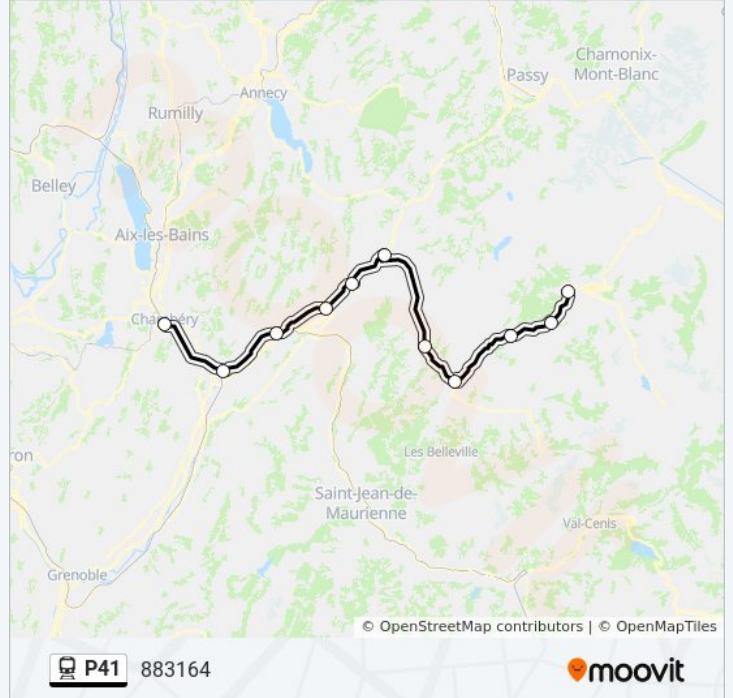 Chamonix-
Mont-Blanc
Passy
Annecy
Rumilly
Belley
Aix-les-Bains
Chambéry
ron
Les Belleville
Saint-Jean-de-
Maurienne
Val-Cenis
Grenoble
© OpenStreetMap contributors | © OpenMapTiles
P41 883164
moovit